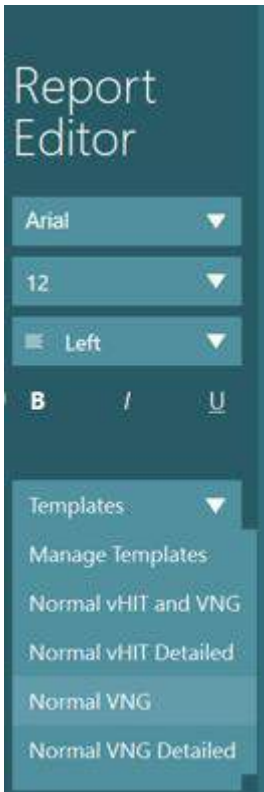 Report
Editor
Arial
12
Left
B I U
Templates
Manage Templates
Normal vHIT and VNG
Normal vHIT Detailed
Normal VNG
Normal VNG Detailed